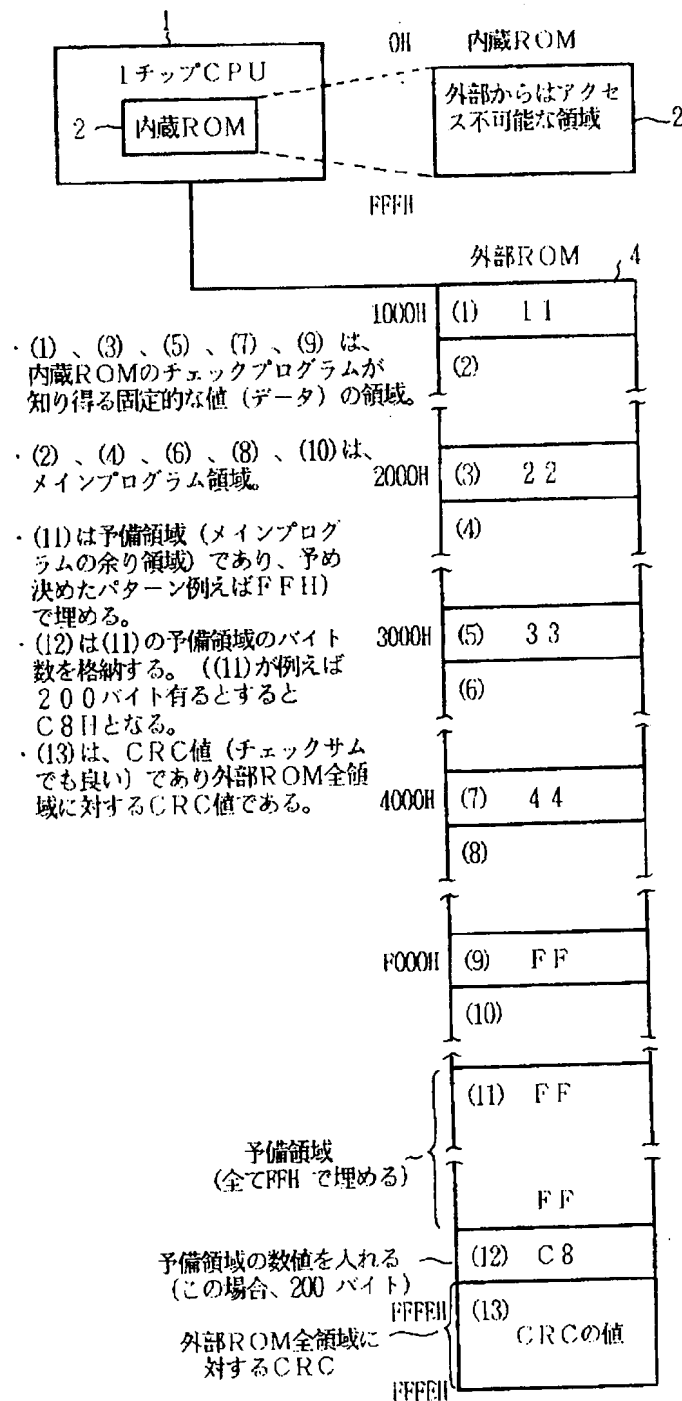 1
1チップCPU
2
内蔵ROM
0H
内蔵ROM
外部からはアクセ
ス不可能な領域
2
FFFH
外部ROM
4
1000H
(1) 11
(2)
・(1)、(3)、(5)、(7)、(9)は、
内蔵ROMのチェックプログラムが
知り得る固定的な値（データ）の領域。
・(2)、(4)、(6)、(8)、(10)は、
メインプログラム領域。
2000H
(3) 22
(4)
・(11)は予備領域（メインプログ
ラムの余り領域）であり、予め
決めたパターン例えばFFH）
で埋める。
・(12)は(11)の予備領域のバイト
数を格納する。((11)が例えば
200バイト有るとすると
C8Hとなる。
・(13)は、CRC値（チェックサム
でも良い）であり外部ROM全領
域に対するCRC値である。
3000H
(5) 33
(6)
4000H
(7) 44
(8)
F000H
(9) FF
(10)
(11) FF
予備領域
(全てFFH で埋める)
FF
予備領域の数値を入れる
(この場合、200 バイト)
(12) C8
FFFEH
(13)
CRCの値
外部ROM全領域に
対するCRC
FFFEH